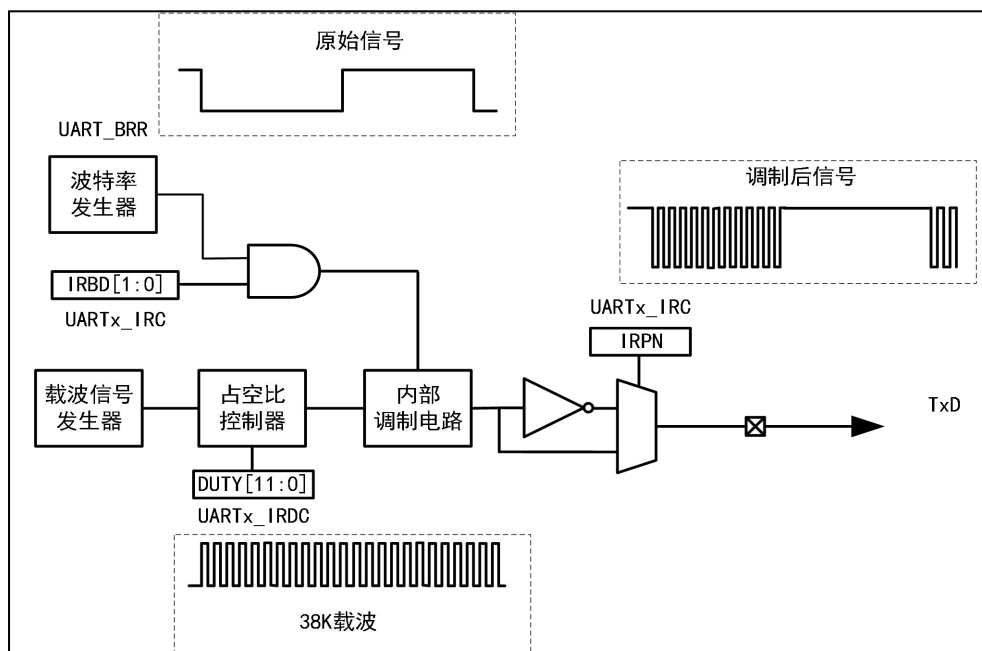 原始信号
UART_BRR
波特率
发生器
调制后信号
IRBD[1:0]
UARTx_IRC
UARTx_IRC
IRPN
载波信号
发生器
占空比
控制器
内部
调制电路
TxD
DUTY[11:0]
UARTx_IRDC
38K载波